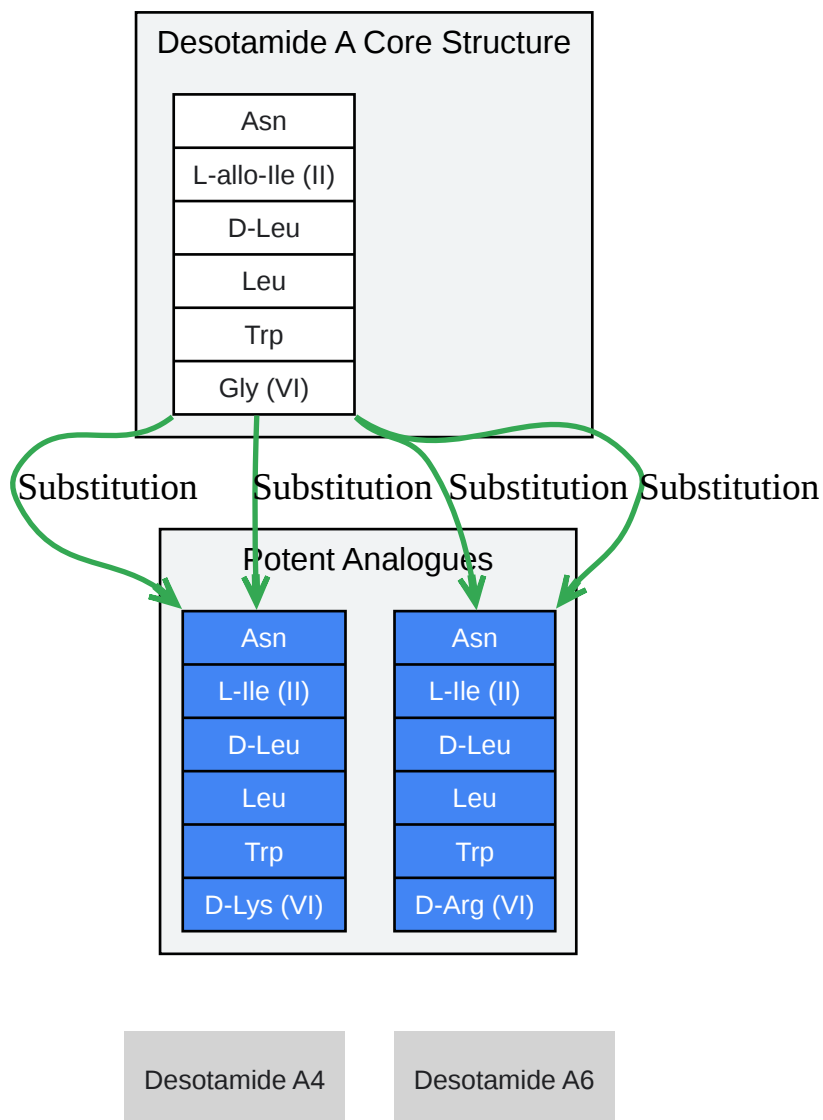 Desotamide A Core Structure
Asn
L-allo-Ile (II)
D-Leu
Leu
Trp
Gly (VI)
Substitution Substitution Substitution Substitution
Potent Analogues
Asn
L-Ile (II)
D-Leu
Leu
Trp
D-Lys (VI)
Asn
L-Ile (II)
D-Leu
Leu
Trp
D-Arg (VI)
Desotamide A4
Desotamide A6